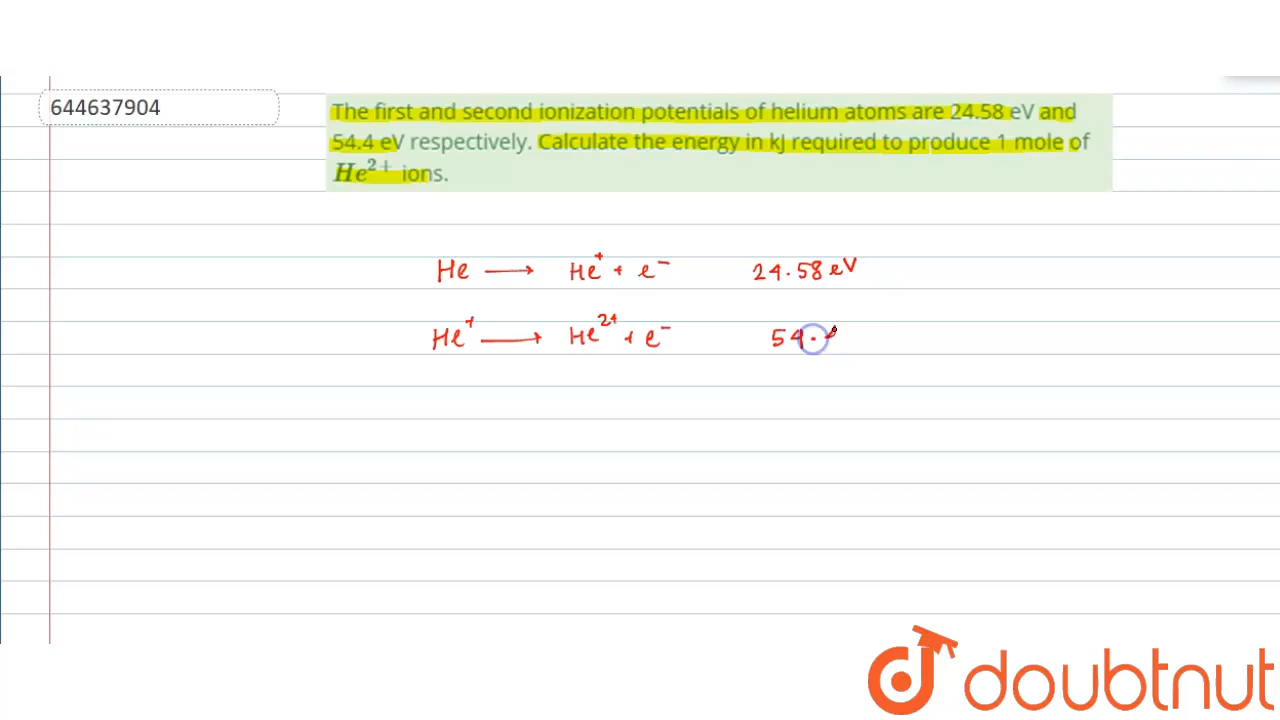 644637904
The first and second ionization potentials of helium atoms are 24.58 eV and
54.4 eV respectively. Calculate the energy in kJ required to produce 1 mole of
He²⁺ ions.
He → He⁺ + e⁻ 24.58 eV
He⁺ → He²⁺ + e⁻ 54.
doubtnut